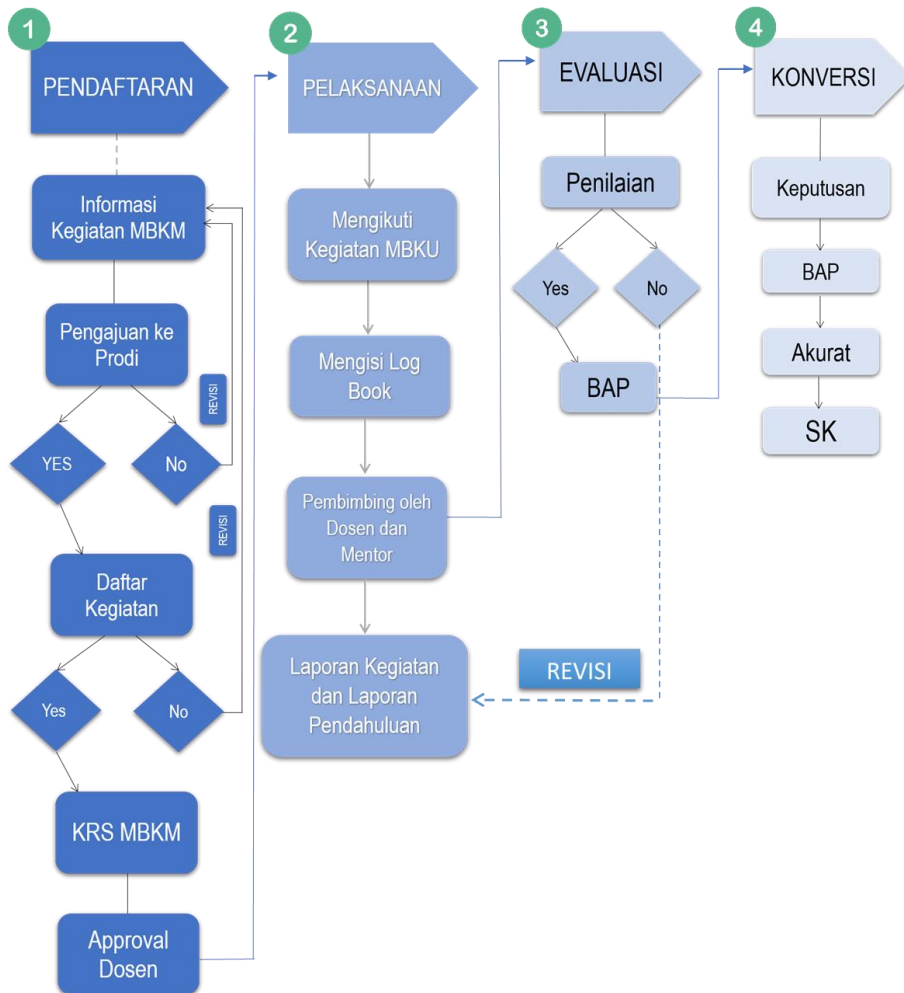 1
PENDAFTARAN
Informasi
Kegiatan MBKM
Pengajuan ke
Prodi
REVISI
YES
No
REVISI
Daftar
Kegiatan
Yes
No
KRS MBKM
Approval
Dosen
2
PELAKSANAAN
Mengikuti
Kegiatan MBKU
Mengisi Log
Book
Pembimbing oleh
Dosen dan
Mentor
Laporan Kegiatan
dan Laporan
Pendahuluan
3
EVALUASI
Penilaian
Yes
No
BAP
REVISI
4
KONVERSI
Keputusan
BAP
Akurat
SK